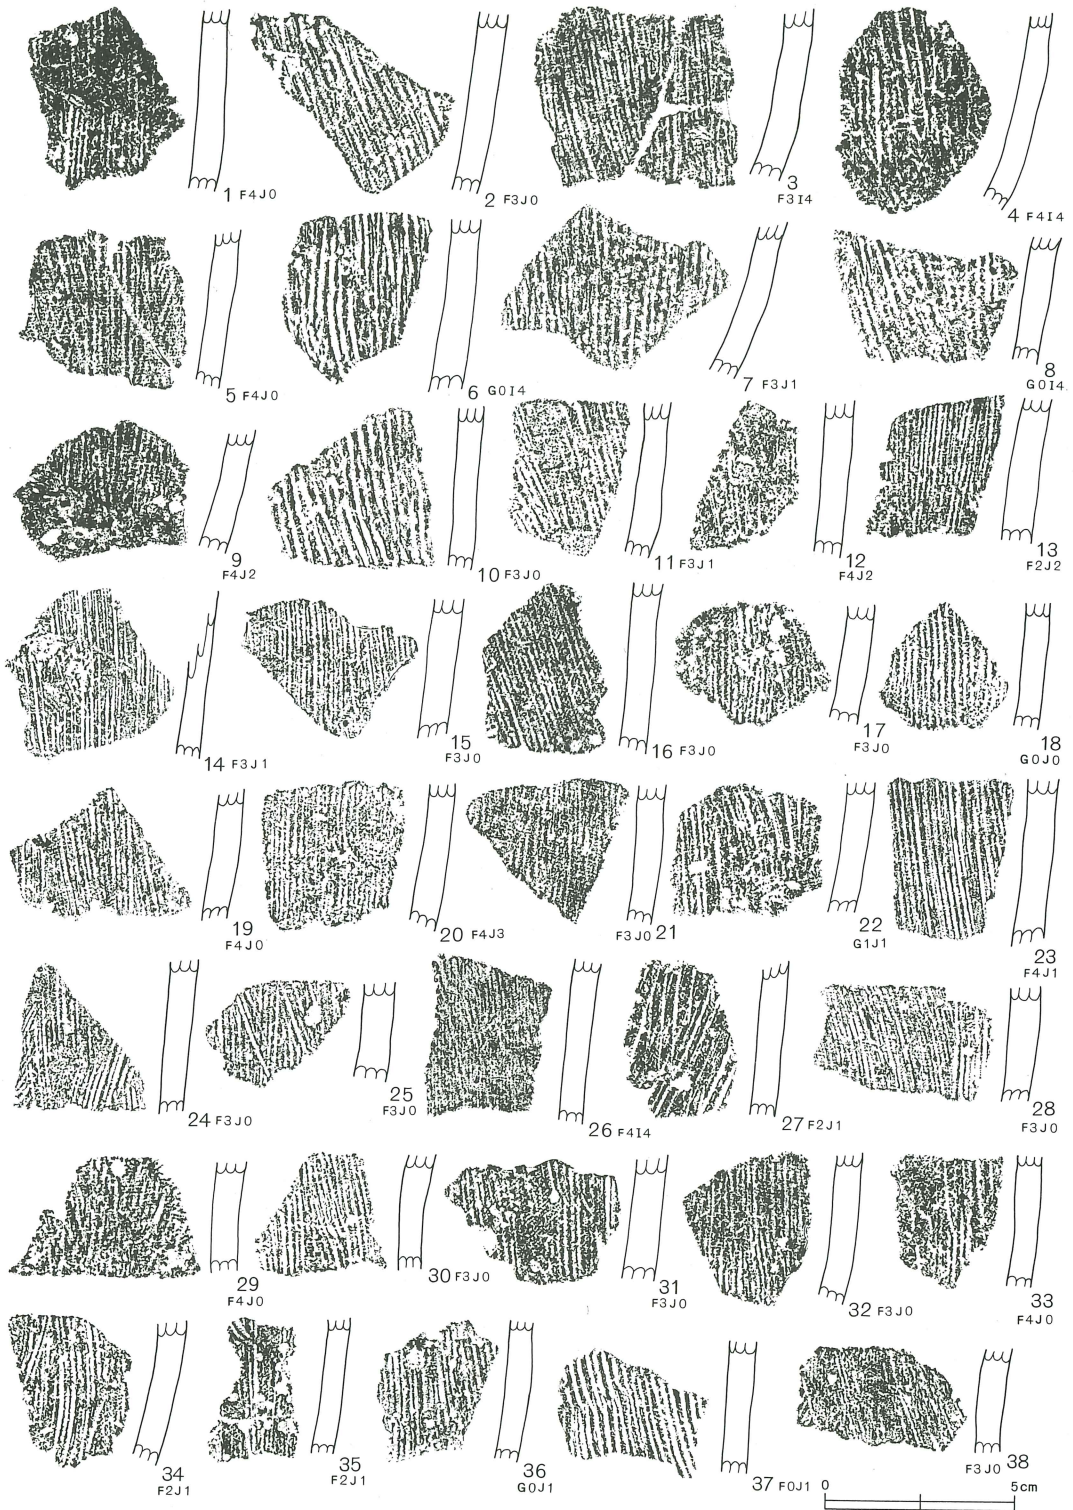 1 F4J0
2 F3J0
3
F3I4
4 F4I4
5 F4J0
6 G0I4
7 F3J1
8
G0I4
9
F4J2
10 F3J0
11 F3J1
12
F4J2
13
F2J2
14 F3J1
15
F3J0
16 F3J0
17
F3J0
18
G0J0
19
F4J0
20 F4J3
F3J0 21
22
G1J1
23
F4J1
24 F3J0
25
F3J0
26 F4I4
27 F2J1
28
F3J0
29
F4J0
30 F3J0
31
F3J0
32 F3J0
33
F4J0
34
F2J1
35
F2J1
36
G0J1
37 F0J1
F3J0 38
0 5cm